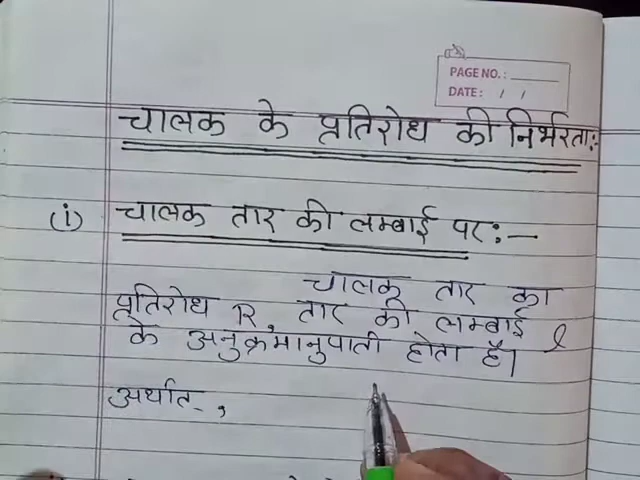 PAGE NO. :
DATE : / /
चालक के प्रतिरोध की निर्भरता:-
(i) चालक तार की लम्बाई पर:—
चालक तार का
प्रतिरोध R, तार की लम्बाई l
के अनुक्रमानुपाती होता है।
अर्थात्,